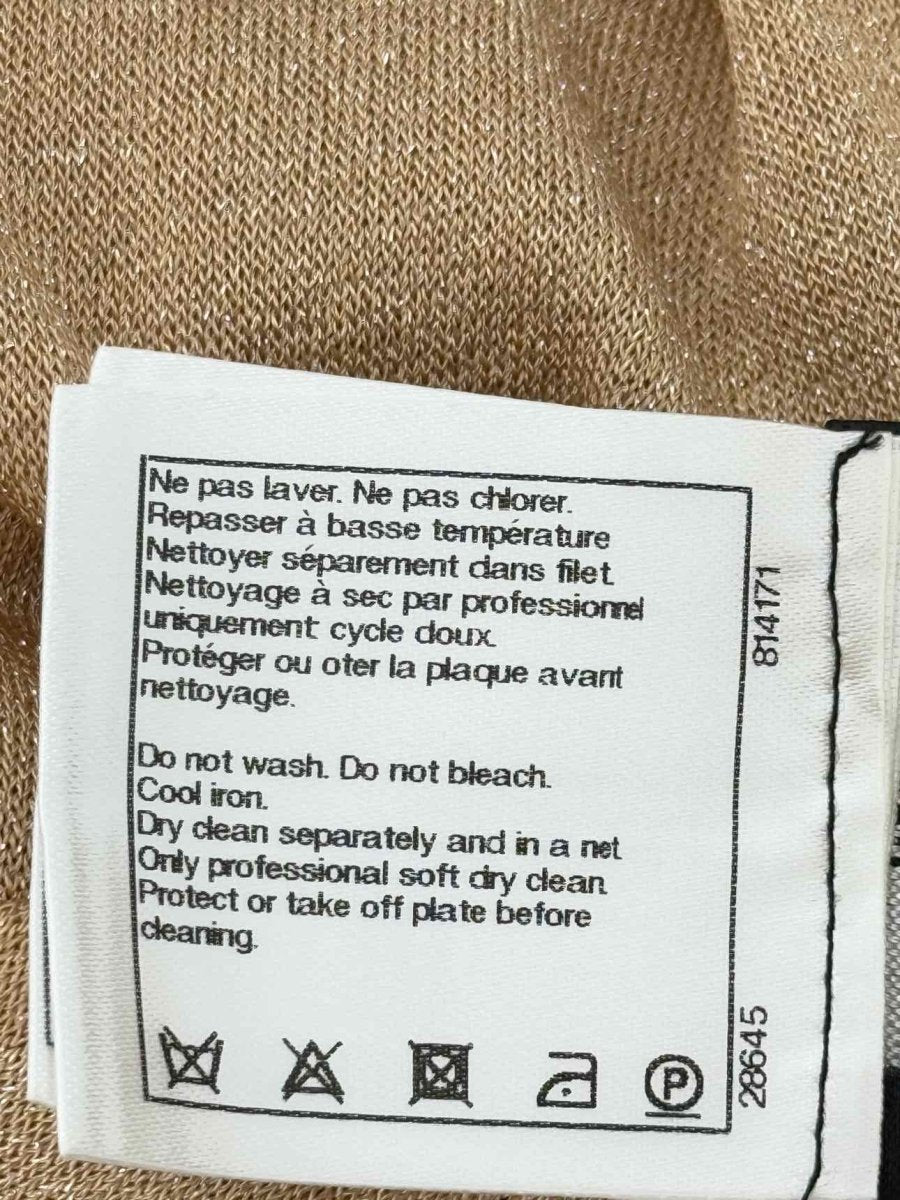 Ne pas laver. Ne pas chlorer.
Repasser à basse température
Nettoyer séparement dans filet
Nettoyage à sec par professionnel
uniquement cycle doux.
Protéger ou oter la plaque avant
nettoyage.
Do not wash. Do not bleach.
Cool iron.
Dry clean separately and in a net
Only professional soft dry clean
Protect or take off plate before
cleaning.
P
814171
28645